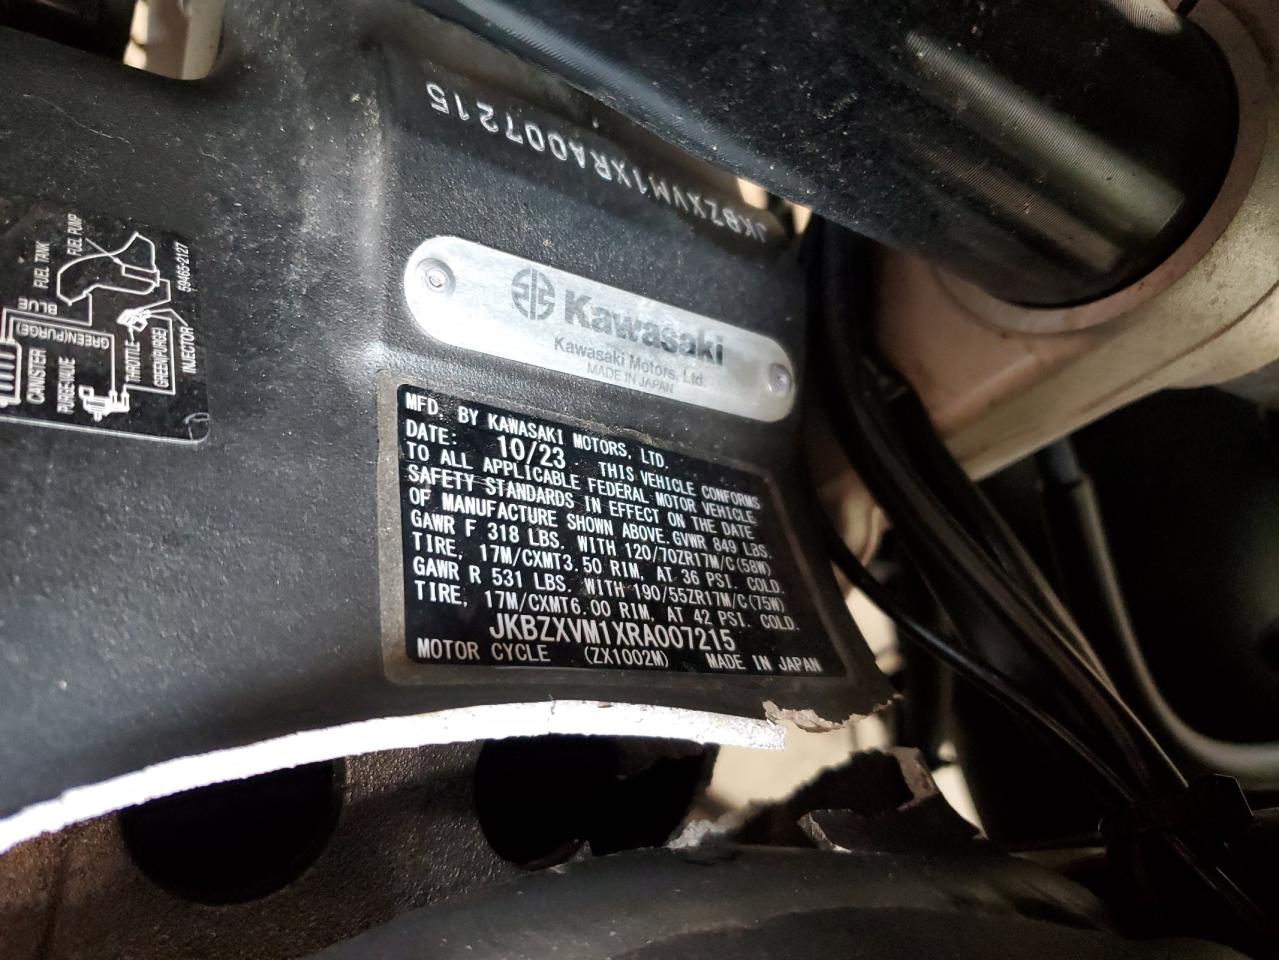 JKBZXVM1XRA007215
Kawasaki
Kawasaki Motors, Ltd.
MADE IN JAPAN
MFD. BY KAWASAKI MOTORS, LTD.
DATE: 10/23 THIS VEHICLE CONFORMS
TO ALL APPLICABLE FEDERAL MOTOR VEHICLE
SAFETY STANDARDS IN EFFECT ON THE DATE
OF MANUFACTURE SHOWN ABOVE. GVWR 849 LBS.
GAWR F 318 LBS. WITH 120/70ZR17M/C(58W)
TIRE, 17M/CXMT3.50 RIM, AT 36 PSI. COLD.
GAWR R 531 LBS. WITH 190/55ZR17M/C(75W)
TIRE, 17M/CXMT6.00 RIM, AT 42 PSI. COLD.
JKBZXVM1XRA007215
MOTOR CYCLE (ZX1002M) MADE IN JAPAN
FUEL TANK
FUEL PUMP
59465-2127
BLUE
GREEN(PURGE)
CANISTER
PURGE-VALVE
THROTTLE
GREEN(PURGE)
INJECTOR